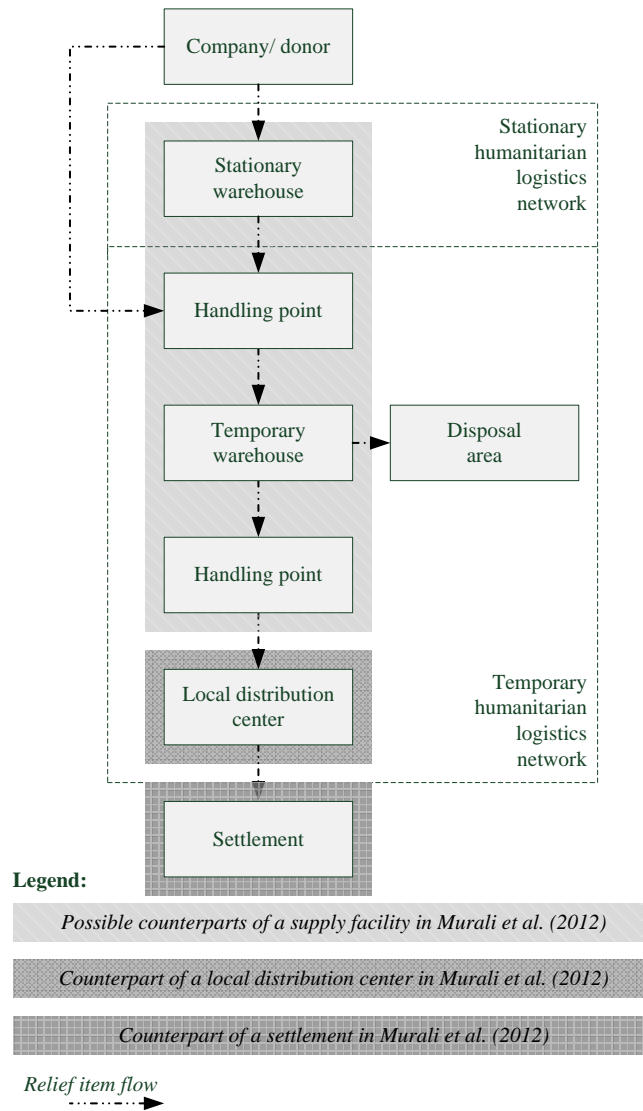 Company/ donor
Stationary
humanitarian
logistics
network
Stationary
warehouse
Handling point
Temporary
warehouse
Disposal
area
Handling point
Local distribution
center
Temporary
humanitarian
logistics
network
Settlement
Legend:
Possible counterparts of a supply facility in Murali et al. (2012)
Counterpart of a local distribution center in Murali et al. (2012)
Counterpart of a settlement in Murali et al. (2012)
Relief item flow